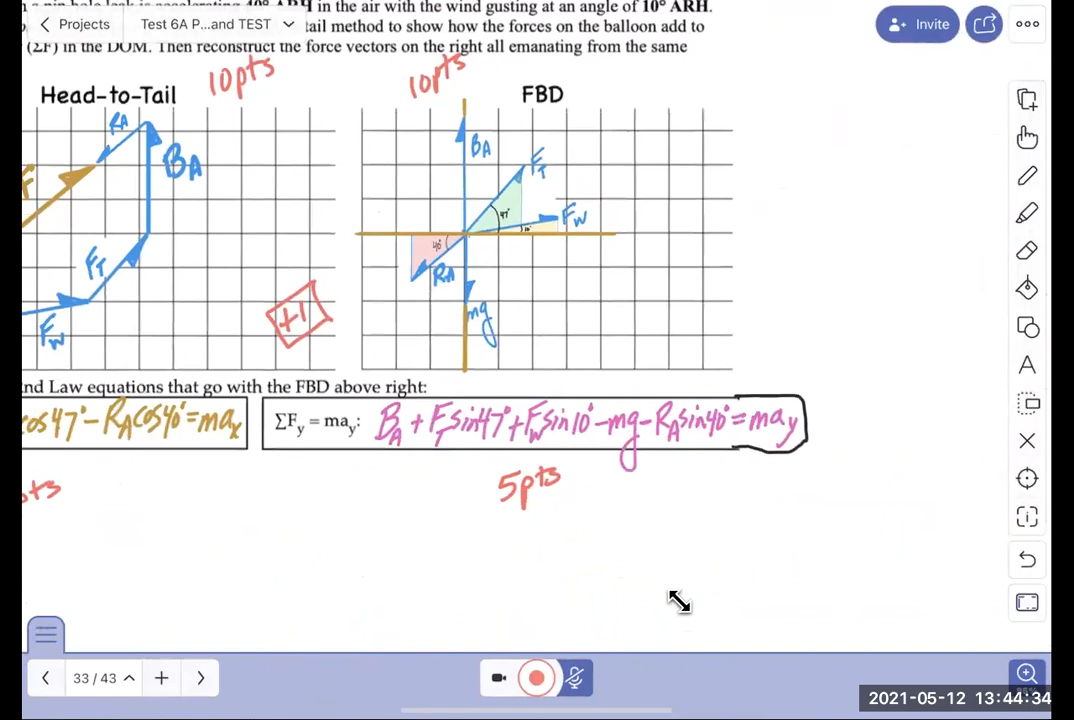 in the air with the wind gusting at an angle of 10° ARH.
Projects
Test 6A P...and TEST
tail method to show how the forces on the balloon add to
Invite
(ΣF) in the DOM. Then reconstruct the force vectors on the right all emanating from the same
10pts
10pts
Head-to-Tail
FBD
RA
BA
BA
FT
47°
FW
10°
40°
RA
FT
mg
FW
+1
nd Law equations that go with the FBD above right:
cos47° - RAcos40° = max
ΣFy = may: BA + FTsin47° + FWsin10° - mg - RAsin40° = may
pts
5pts
33 / 43
2021-05-12 13:44:34